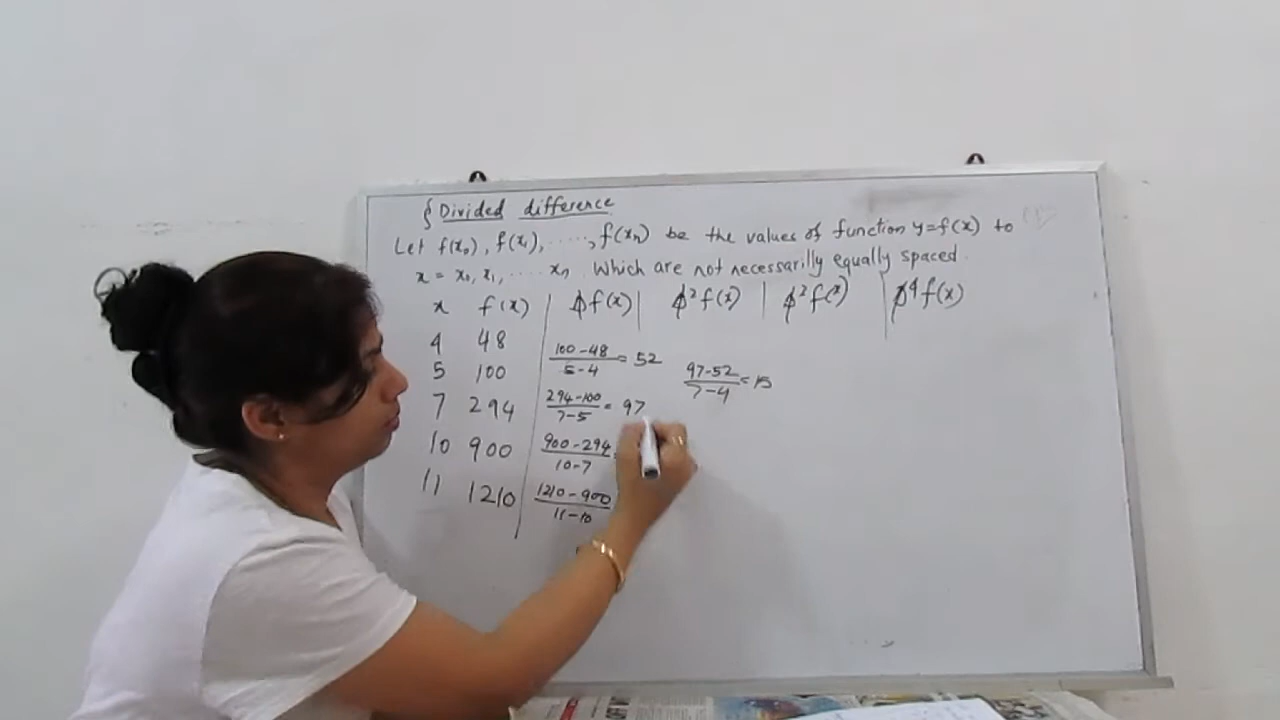 § Divided difference
Let f(x₀), f(x₁), ....., f(xₙ) be the values of function y=f(x) to
x = x₀, x₁, .... xₙ. Which are not necessarilly equally spaced.
x f(x) ⍋f(x) ⍋²f(x) ⍋²f(x) ⍋⁴f(x)
4 48
100-48/5-4 = 52
5 100
97-52/7-4 = 15
7 294
294-100/7-5 = 97
10 900
900-294/10-7
11 1210
1210-900/11-10